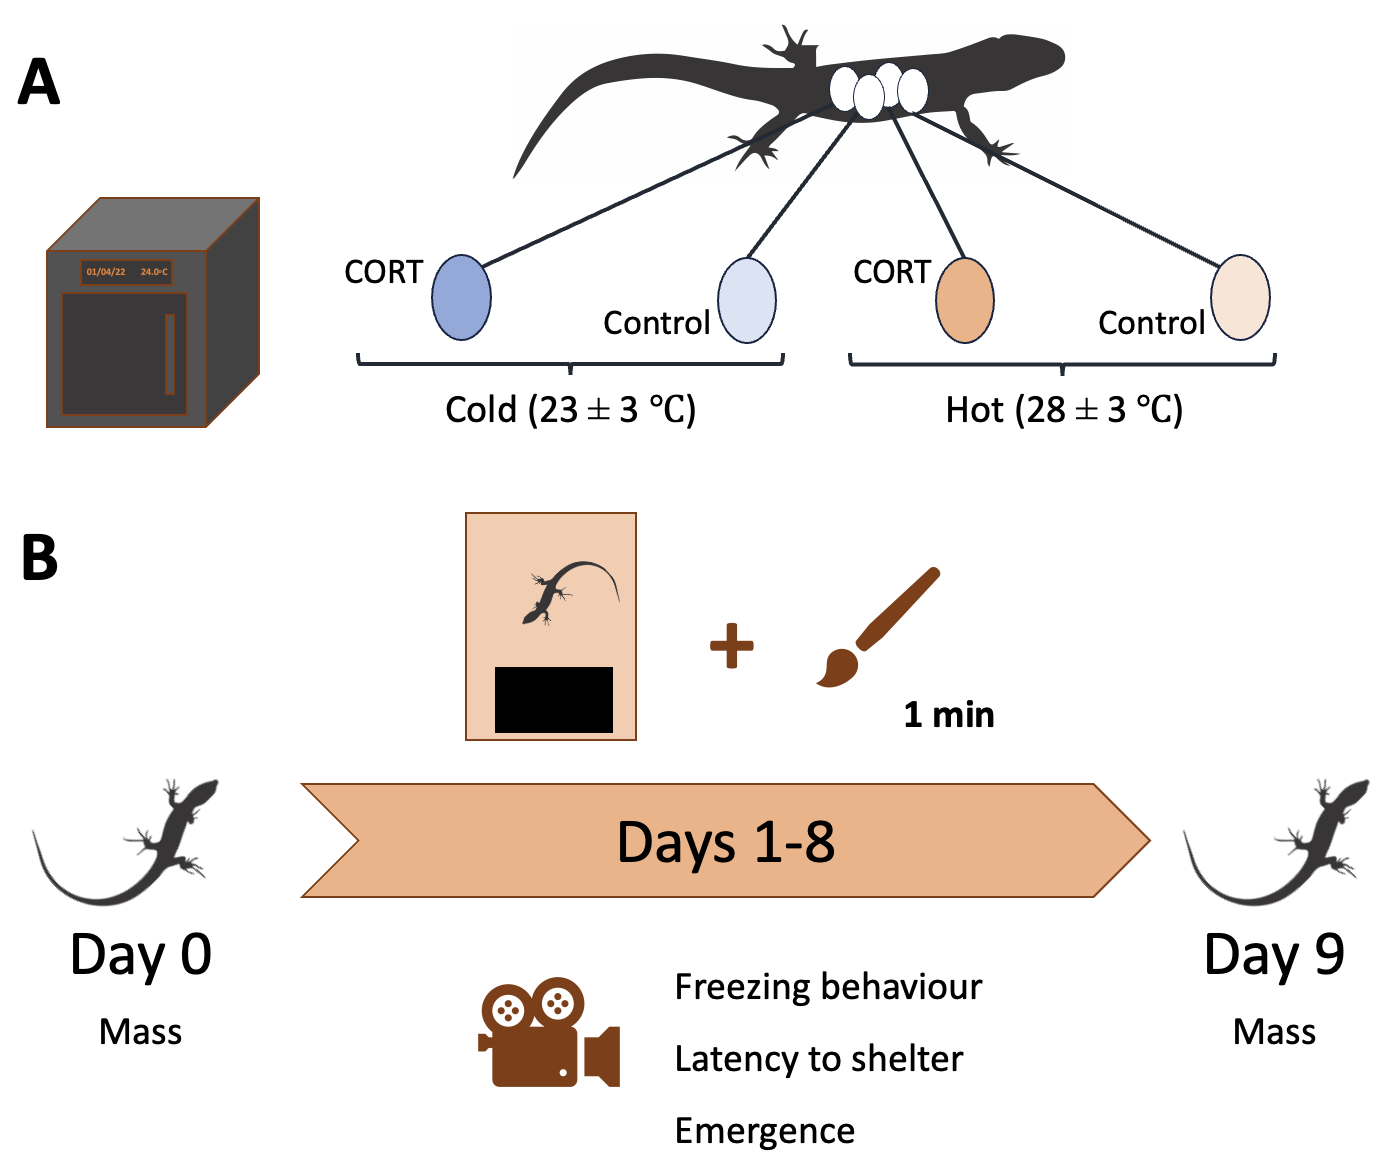 A
01/04/22 24.0°C
CORT
Control
CORT
Control
Cold (23 ± 3 ℃)
Hot (28 ± 3 ℃)
B
1 min
Days 1-8
Day 0
Mass
Day 9
Mass
Freezing behaviour
Latency to shelter
Emergence